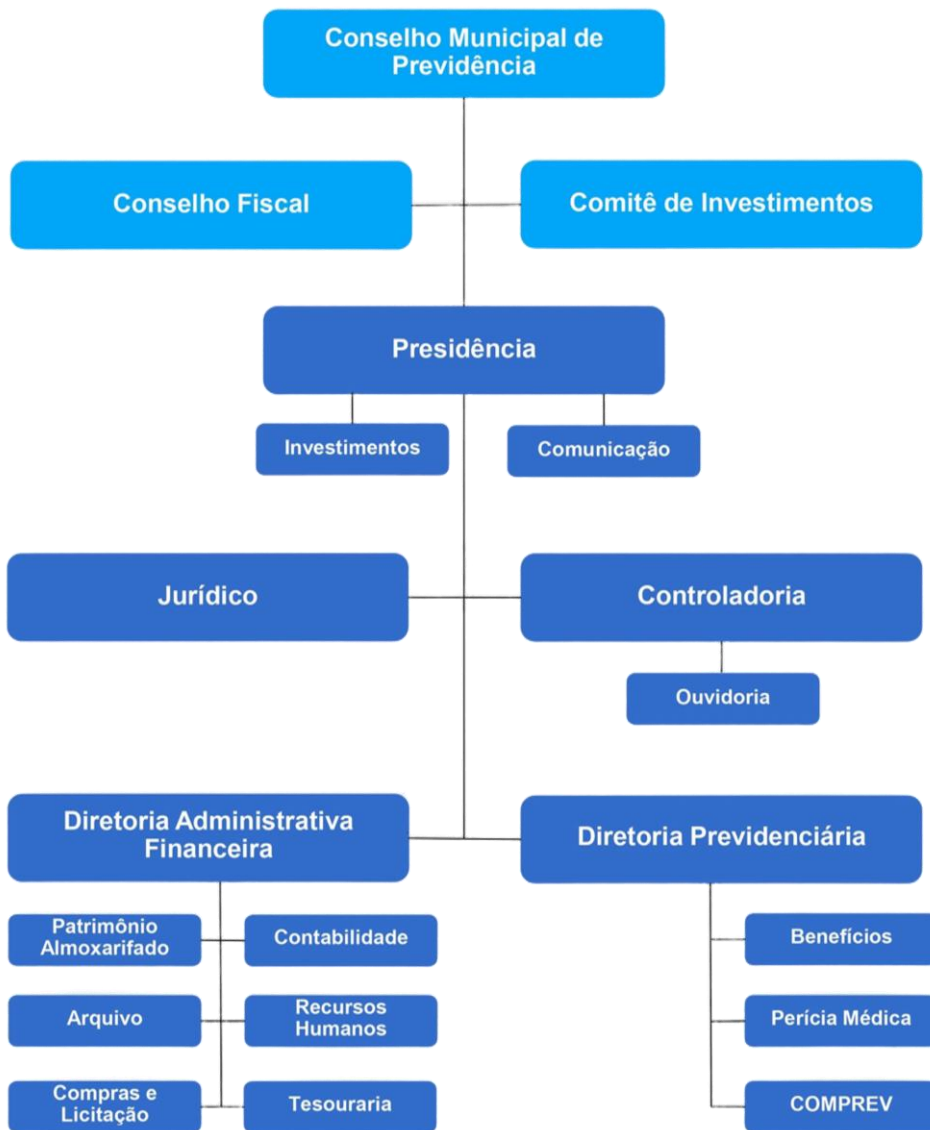 Conselho Municipal de
Previdência
Conselho Fiscal
Comitê de Investimentos
Presidência
Investimentos
Comunicação
Jurídico
Controladoria
Ouvidoria
Diretoria Administrativa
Financeira
Diretoria Previdenciária
Patrimônio
Almoxarifado
Contabilidade
Benefícios
Arquivo
Recursos
Humanos
Perícia Médica
Compras e
Licitação
Tesouraria
COMPREV